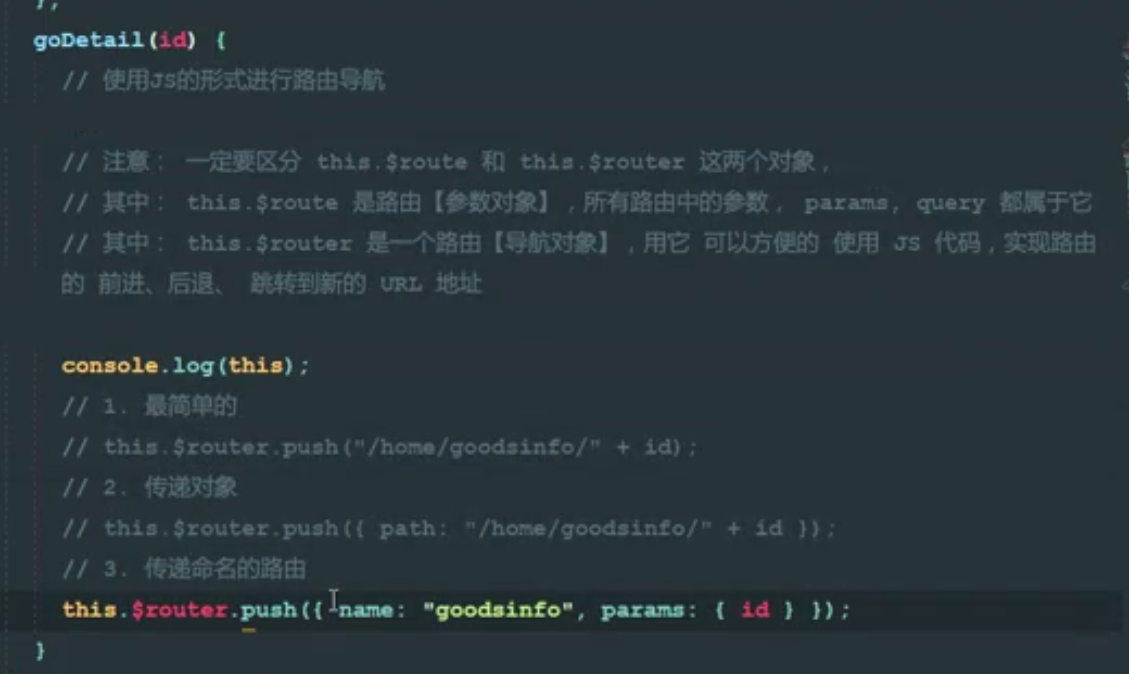 },
goDetail(id) {
// 使用JS的形式进行路由导航
// 注意： 一定要区分 this.$route 和 this.$router 这两个对象，
// 其中： this.$route 是路由【参数对象】，所有路由中的参数， params, query 都属于它
// 其中： this.$router 是一个路由【导航对象】，用它 可以方便的 使用 JS 代码，实现路由
的 前进、后退、 跳转到新的 URL 地址
console.log(this);
// 1. 最简单的
// this.$router.push("/home/goodsinfo/" + id);
// 2. 传递对象
// this.$router.push({ path: "/home/goodsinfo/" + id });
// 3. 传递命名的路由
this.$router.push({ name: "goodsinfo", params: { id } });
}